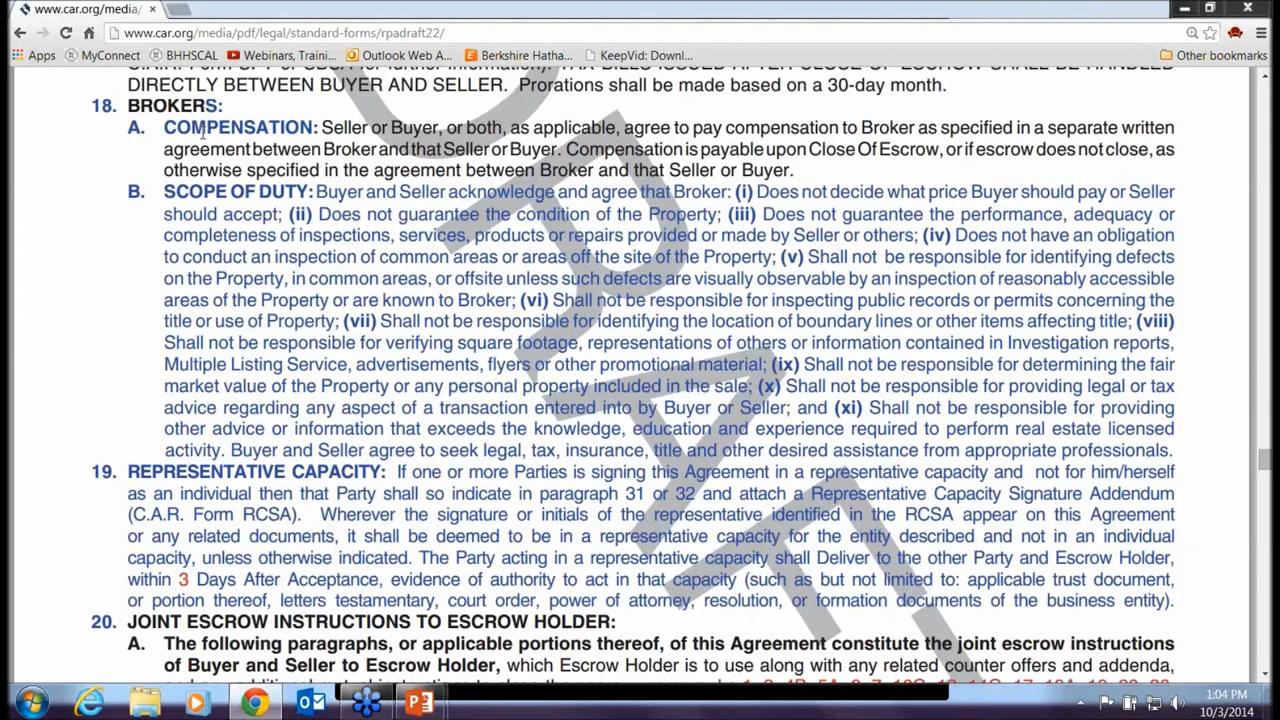 www.car.org/media/
www.car.org/media/pdf/legal/standard-forms/rpadraft22/
Apps MyConnect BHHSCAL Webinars, Traini... Outlook Web A... Berkshire Hatha... KeepVid: Downl... Other bookmarks
DIRECTLY BETWEEN BUYER AND SELLER. Prorations shall be made based on a 30-day month.
18. BROKERS:
A. COMPENSATION: Seller or Buyer, or both, as applicable, agree to pay compensation to Broker as specified in a separate written
agreement between Broker and that Seller or Buyer. Compensation is payable upon Close Of Escrow, or if escrow does not close, as
otherwise specified in the agreement between Broker and that Seller or Buyer.
B. SCOPE OF DUTY: Buyer and Seller acknowledge and agree that Broker: (i) Does not decide what price Buyer should pay or Seller
should accept; (ii) Does not guarantee the condition of the Property; (iii) Does not guarantee the performance, adequacy or
completeness of inspections, services, products or repairs provided or made by Seller or others; (iv) Does not have an obligation
to conduct an inspection of common areas or areas off the site of the Property; (v) Shall not be responsible for identifying defects
on the Property, in common areas, or offsite unless such defects are visually observable by an inspection of reasonably accessible
areas of the Property or are known to Broker; (vi) Shall not be responsible for inspecting public records or permits concerning the
title or use of Property; (vii) Shall not be responsible for identifying the location of boundary lines or other items affecting title; (viii)
Shall not be responsible for verifying square footage, representations of others or information contained in Investigation reports,
Multiple Listing Service, advertisements, flyers or other promotional material; (ix) Shall not be responsible for determining the fair
market value of the Property or any personal property included in the sale; (x) Shall not be responsible for providing legal or tax
advice regarding any aspect of a transaction entered into by Buyer or Seller; and (xi) Shall not be responsible for providing
other advice or information that exceeds the knowledge, education and experience required to perform real estate licensed
activity. Buyer and Seller agree to seek legal, tax, insurance, title and other desired assistance from appropriate professionals.
19. REPRESENTATIVE CAPACITY: If one or more Parties is signing this Agreement in a representative capacity and not for him/herself
as an individual then that Party shall so indicate in paragraph 31 or 32 and attach a Representative Capacity Signature Addendum
(C.A.R. Form RCSA). Wherever the signature or initials of the representative identified in the RCSA appear on this Agreement
or any related documents, it shall be deemed to be in a representative capacity for the entity described and not in an individual
capacity, unless otherwise indicated. The Party acting in a representative capacity shall Deliver to the other Party and Escrow Holder,
within 3 Days After Acceptance, evidence of authority to act in that capacity (such as but not limited to: applicable trust document,
or portion thereof, letters testamentary, court order, power of attorney, resolution, or formation documents of the business entity).
20. JOINT ESCROW INSTRUCTIONS TO ESCROW HOLDER:
A. The following paragraphs, or applicable portions thereof, of this Agreement constitute the joint escrow instructions
of Buyer and Seller to Escrow Holder, which Escrow Holder is to use along with any related counter offers and addenda,
DRAFT
1:04 PM
10/3/2014